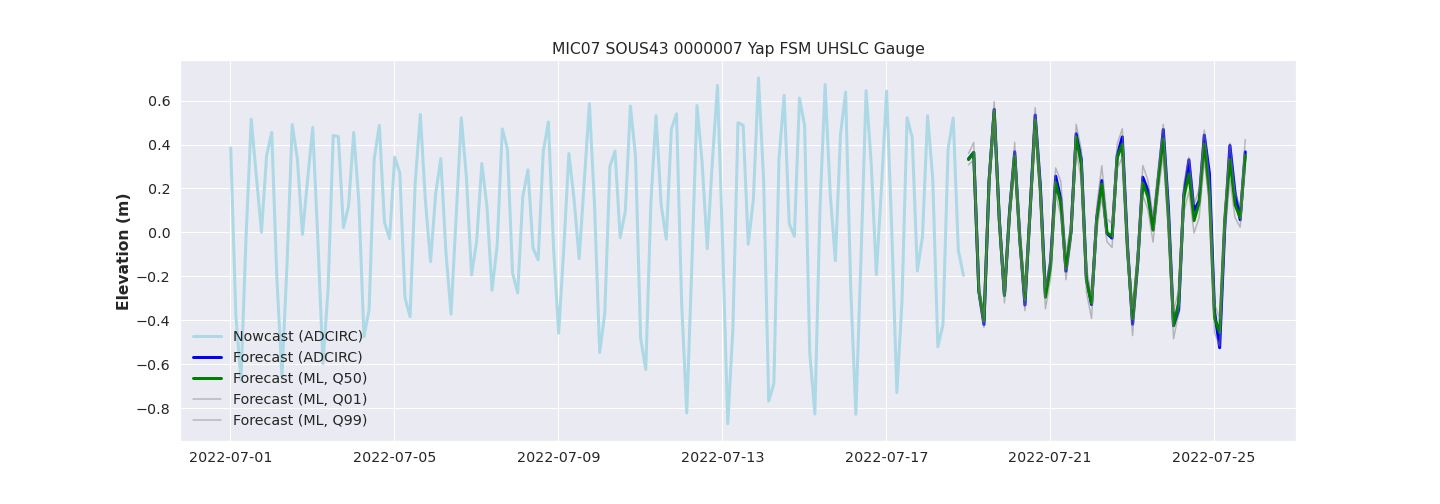 MIC07 SOUS43 0000007 Yap FSM UHSLC Gauge
Elevation (m)
0.6
0.4
0.2
0.0
−0.2
−0.4
−0.6
−0.8
Nowcast (ADCIRC)
Forecast (ADCIRC)
Forecast (ML, Q50)
Forecast (ML, Q01)
Forecast (ML, Q99)
2022-07-01 2022-07-05 2022-07-09 2022-07-13 2022-07-17 2022-07-21 2022-07-25